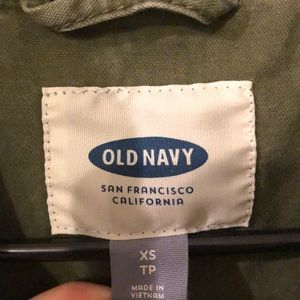 OLD NAVY
SAN FRANCISCO
CALIFORNIA
XS
TP
MADE IN
VIETNAM